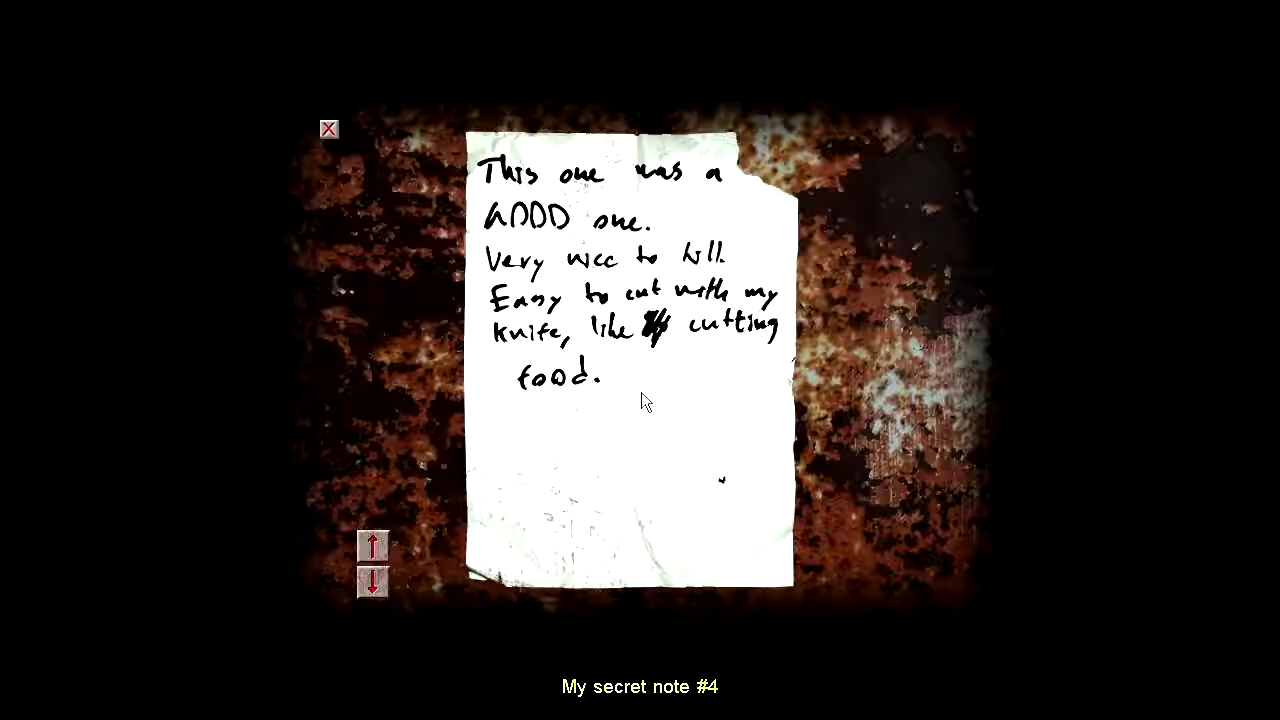 This one was a
GOOD one.
Very nice to kill.
Easy to cut with my
knife, like cutting
food.
My secret note #4